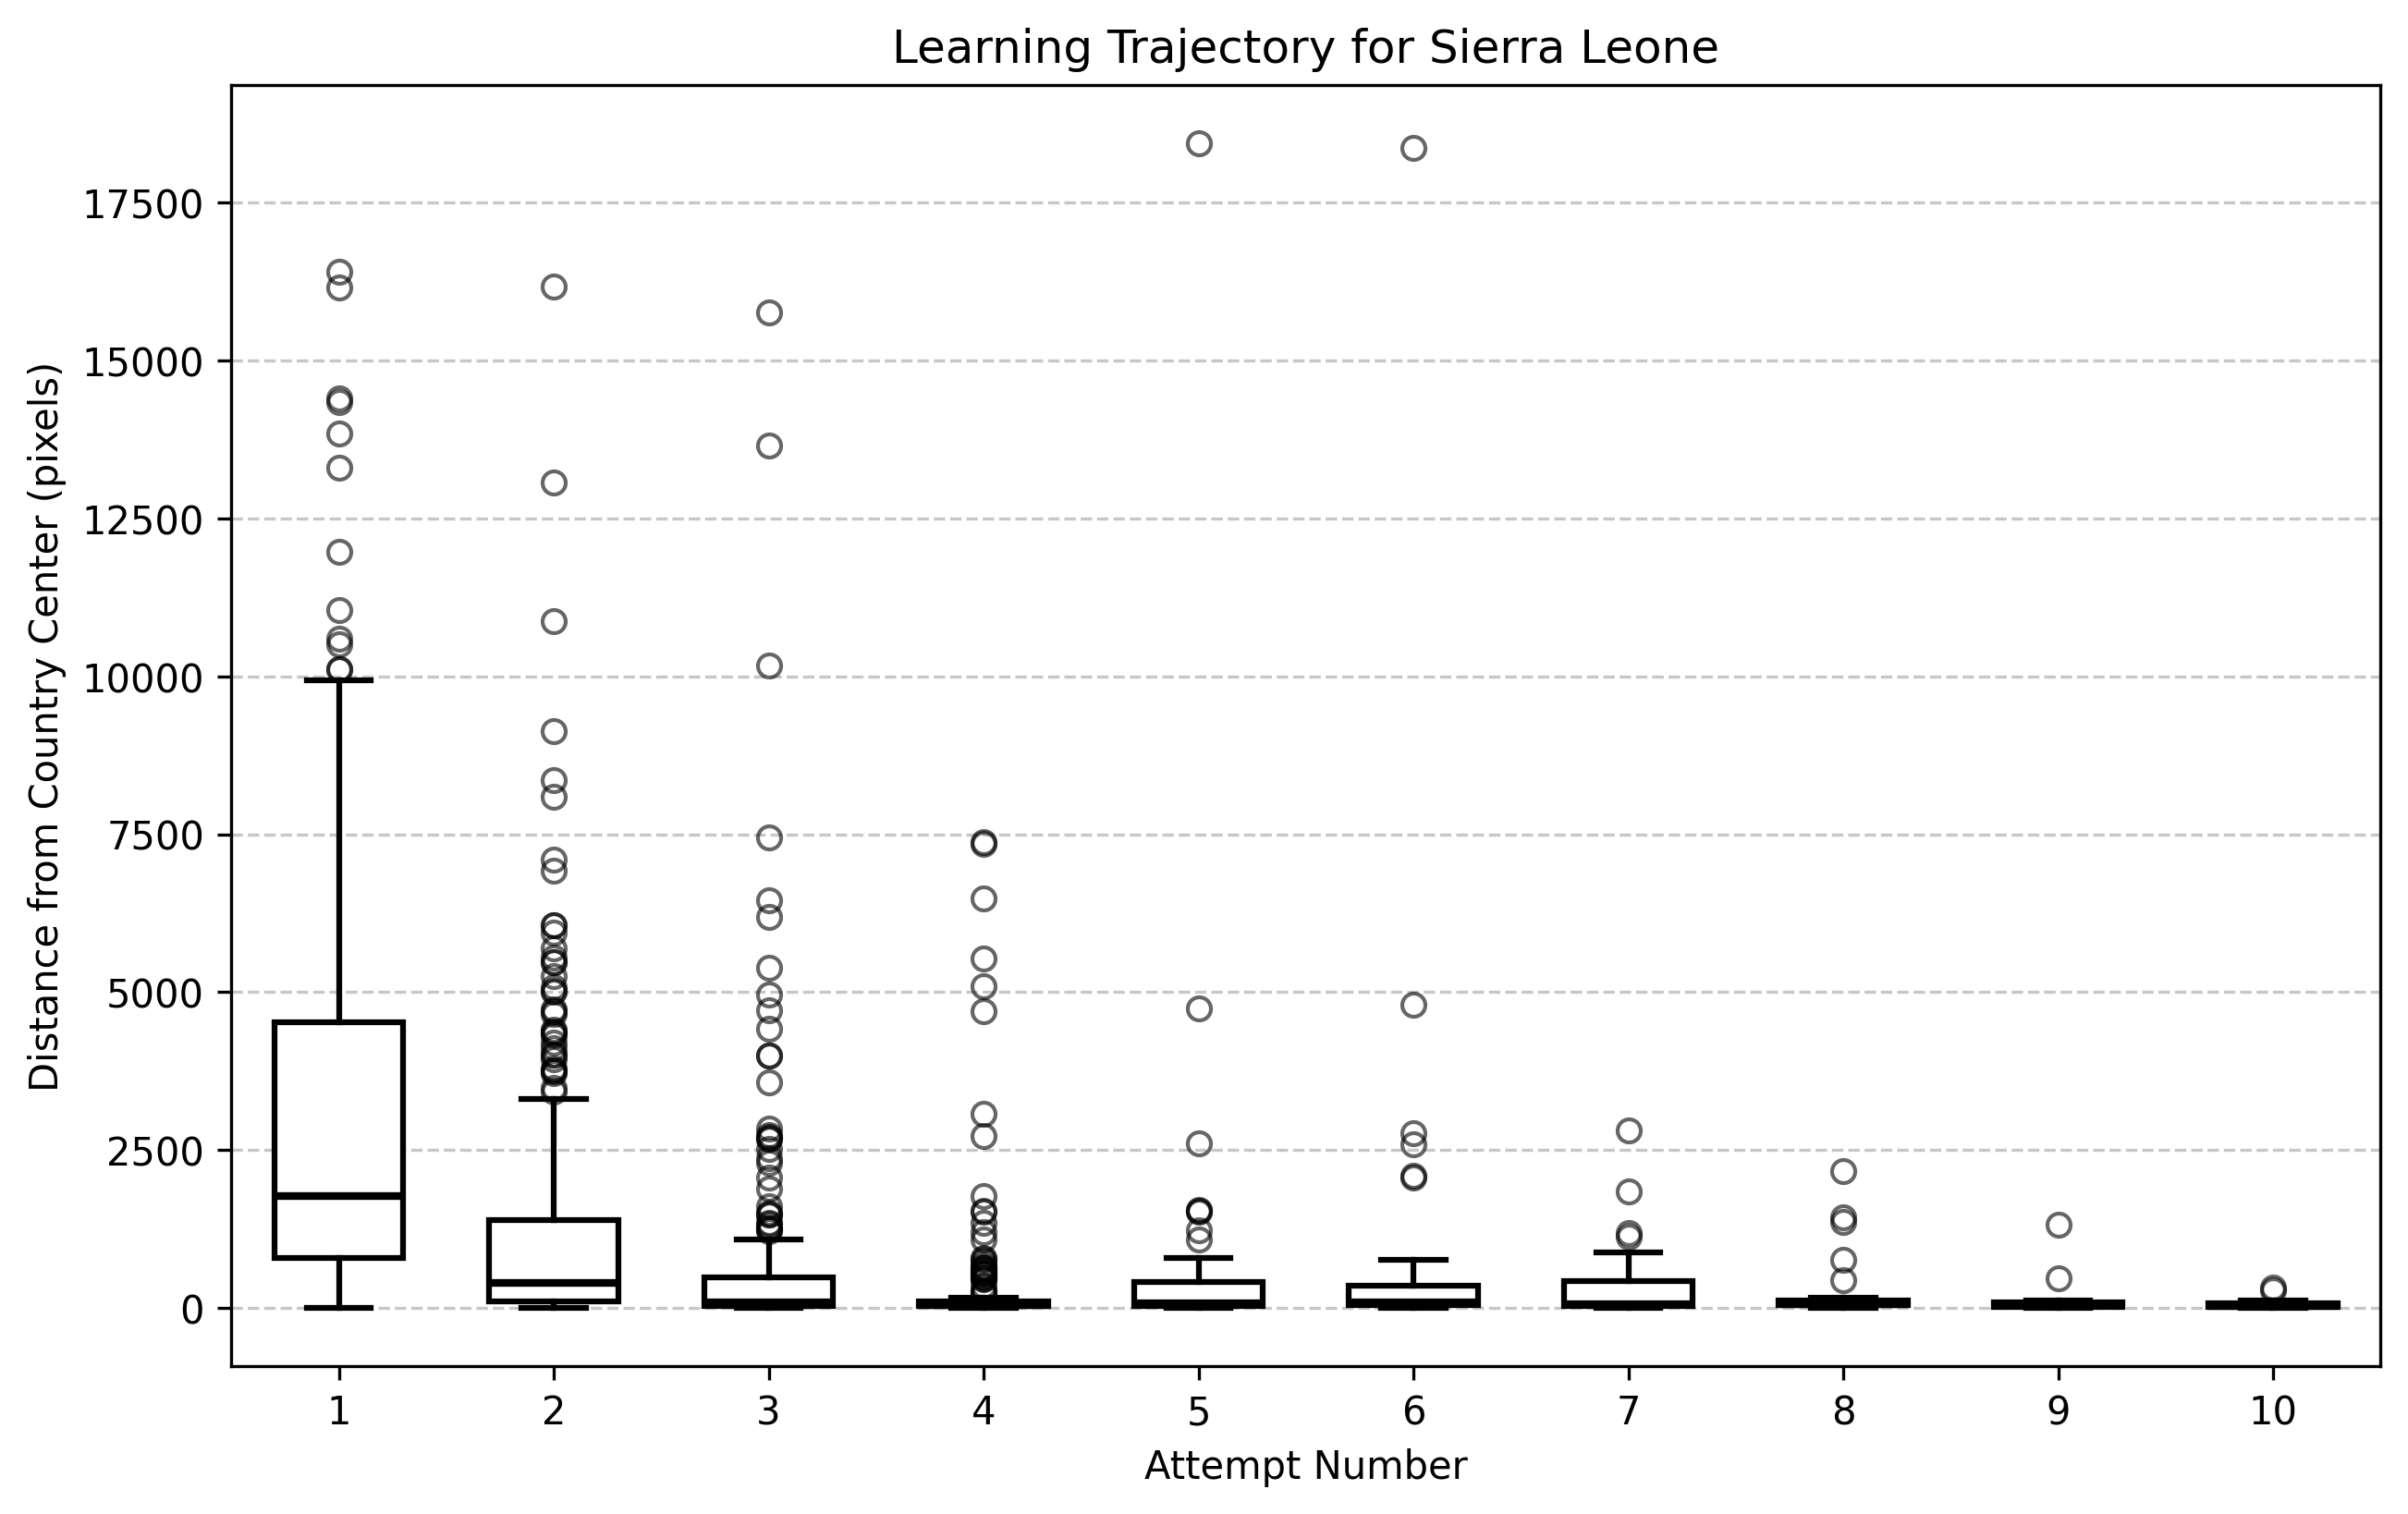 Learning Trajectory for Sierra Leone
Distance from Country Center (pixels)
17500
15000
12500
10000
7500
5000
2500
0
1 2 3 4 5 6 7 8 9 10
Attempt Number